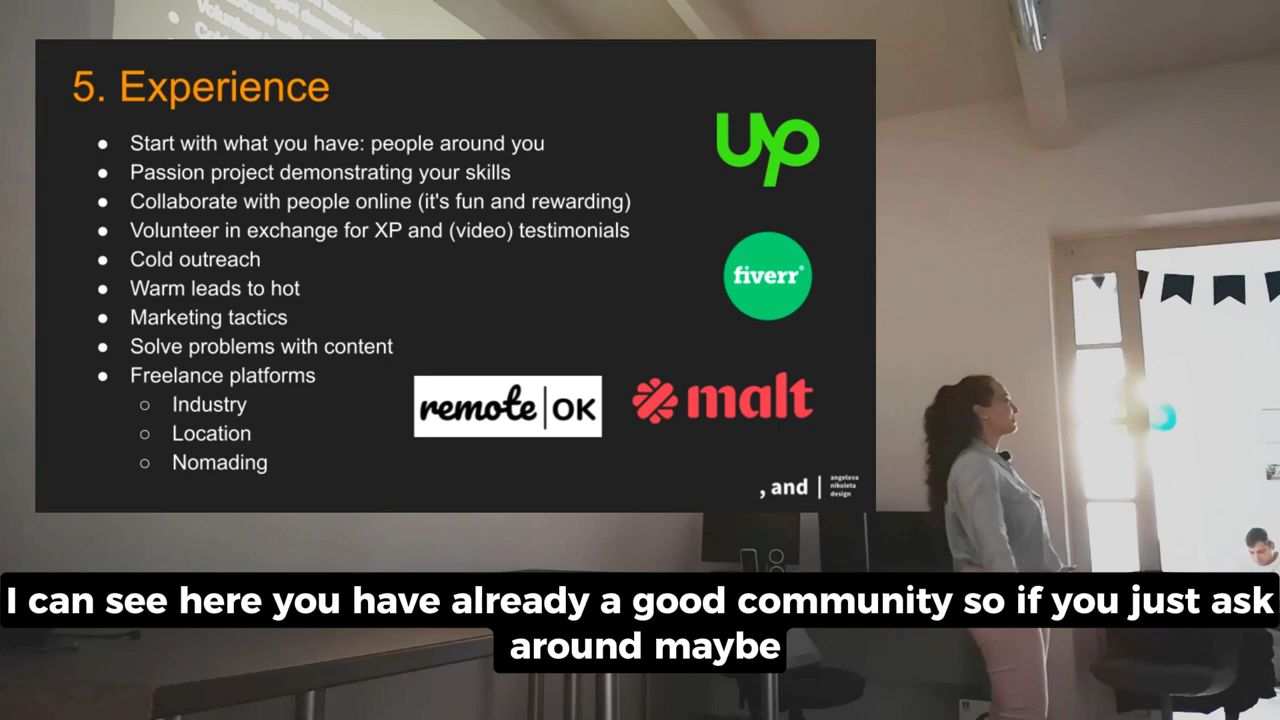 5. Experience
● Start with what you have: people around you
● Passion project demonstrating your skills
● Collaborate with people online (it's fun and rewarding)
● Volunteer in exchange for XP and (video) testimonials
● Cold outreach
● Warm leads to hot
● Marketing tactics
● Solve problems with content
● Freelance platforms
○ Industry
○ Location
○ Nomading
Up
fiverr
remote|OK
malt
, and |
angelova
nikoleta
design
I can see here you have already a good community so if you just ask
around maybe